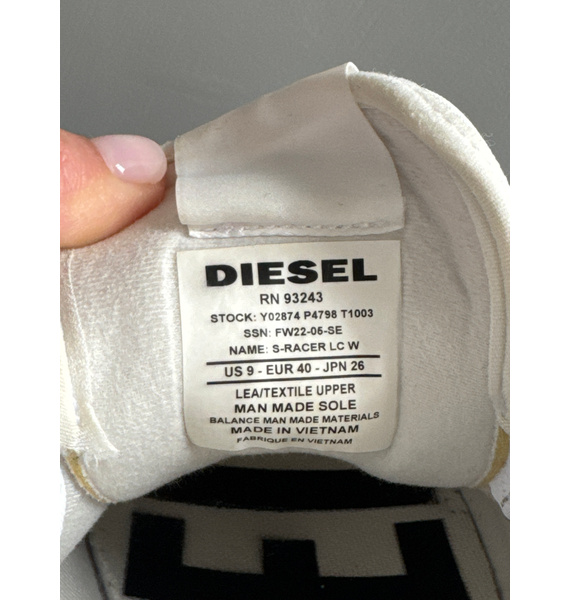 DIESEL
RN 93243
STOCK: Y02874 P4798 T1003
SSN: FW22-06-SE
NAME: S-RACER LC W
US 9 - EUR 40 - JPN 26
LEA/TEXTILE UPPER
MAN MADE SOLE
BALANCE MAN MADE MATERIALS
MADE IN VIETNAM
FABRIQUE EN VIETNAM